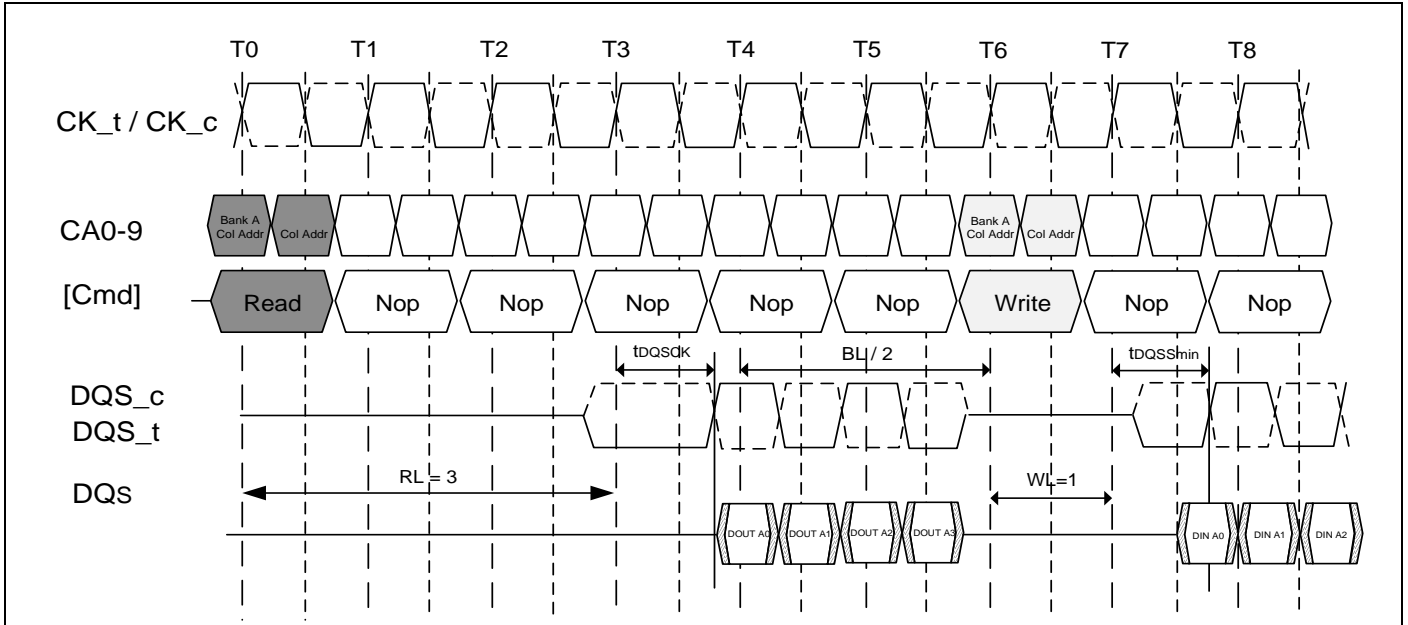 T0 T1 T2 T3 T4 T5 T6 T7 T8
CK_t / CK_c
CA0-9
Bank A
Col Addr
Col Addr
Bank A
Col Addr
Col Addr
[Cmd]
Read Nop Nop Nop Nop Nop Write Nop Nop
tDQSCK
BL / 2
tDQSSmin
DQS_c
DQS_t
RL = 3
WL=1
DQs
DOUT A0 DOUT A1 DOUT A2 DOUT A3 DIN A0 DIN A1 DIN A2